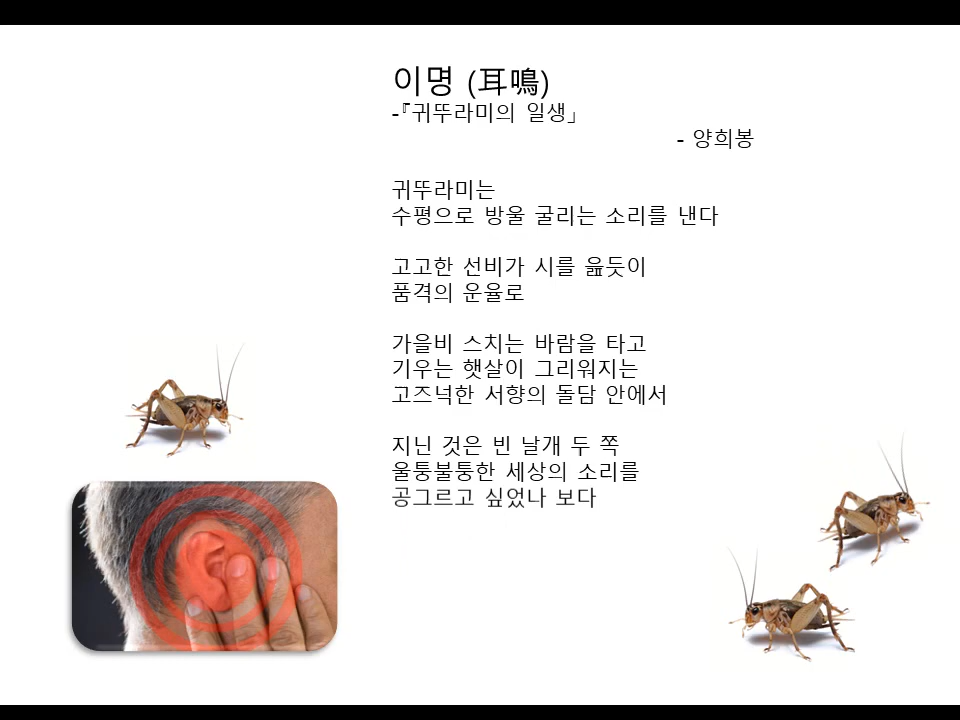 이명 (耳鳴)
-『귀뚜라미의 일생」
- 양희봉
귀뚜라미는
수평으로 방울 굴리는 소리를 낸다
고고한 선비가 시를 읊듯이
품격의 운율로
가을비 스치는 바람을 타고
기우는 햇살이 그리워지는
고즈넉한 서향의 돌담 안에서
지닌 것은 빈 날개 두 쪽
울퉁불퉁한 세상의 소리를
공그르고 싶었나 보다